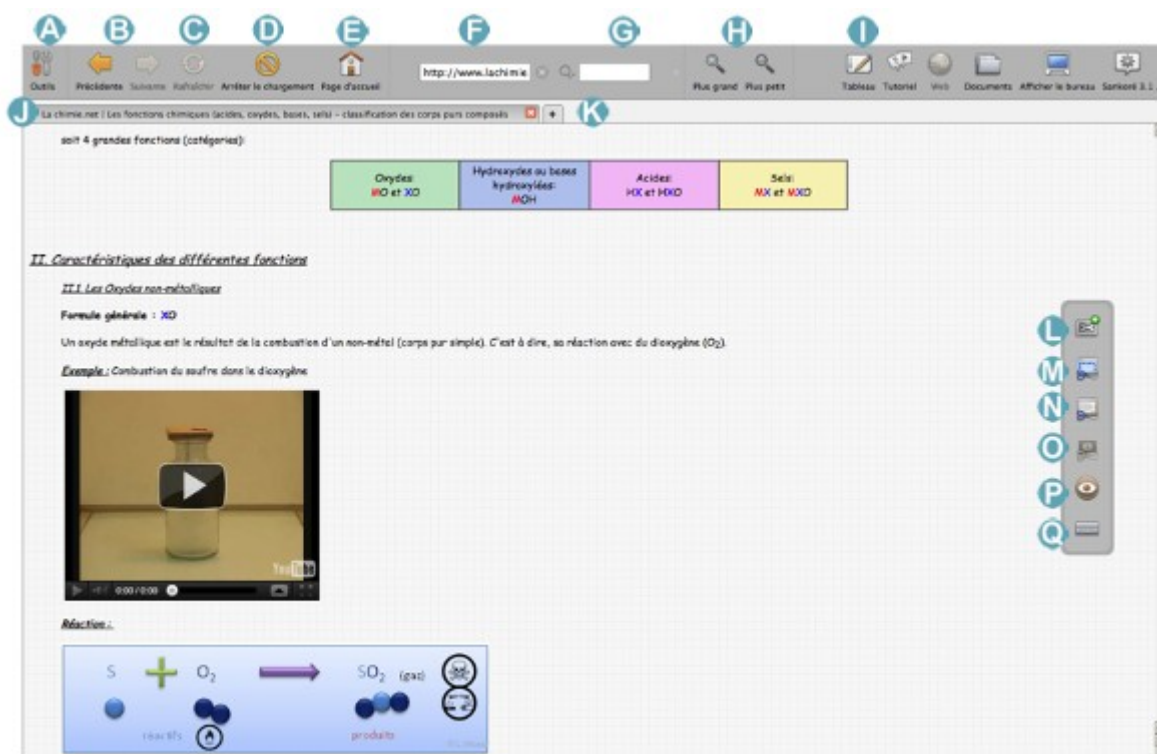 A B C D E F G H I
http://www.lachimie
Outils Précédente Suivante Rafraîchir Arrêter le chargement Page d'accueil Plus grand Plus petit Tableau Tutoriel Web Documents Afficher le bureau Sankoré 3.1
J La chimie.net | Les fonctions chimiques (acides, oxydes, bases, sels) - classification des corps purs composés + K
soit 4 grandes fonctions (catégories):
Oxydes:
MO et XO
Hydroxydes ou bases
hydroxylées:
MOH
Acides:
HX et HXO
Sels:
MX et MXO
II. Caractéristiques des différentes fonctions
II.1. Les Oxydes non-métalliques
Formule générale : XO
Un oxyde métallique est le résultat de la combustion d'un non-métal (corps pur simple). C'est à dire, sa réaction avec du dioxygène (O₂).
Exemple : Combustion du soufre dans le dioxygène
YouTube
0:00 / 0:00
Réaction :
S + O₂ SO₂ (gaz)
réactifs produits
L
M
N
O
P
Q